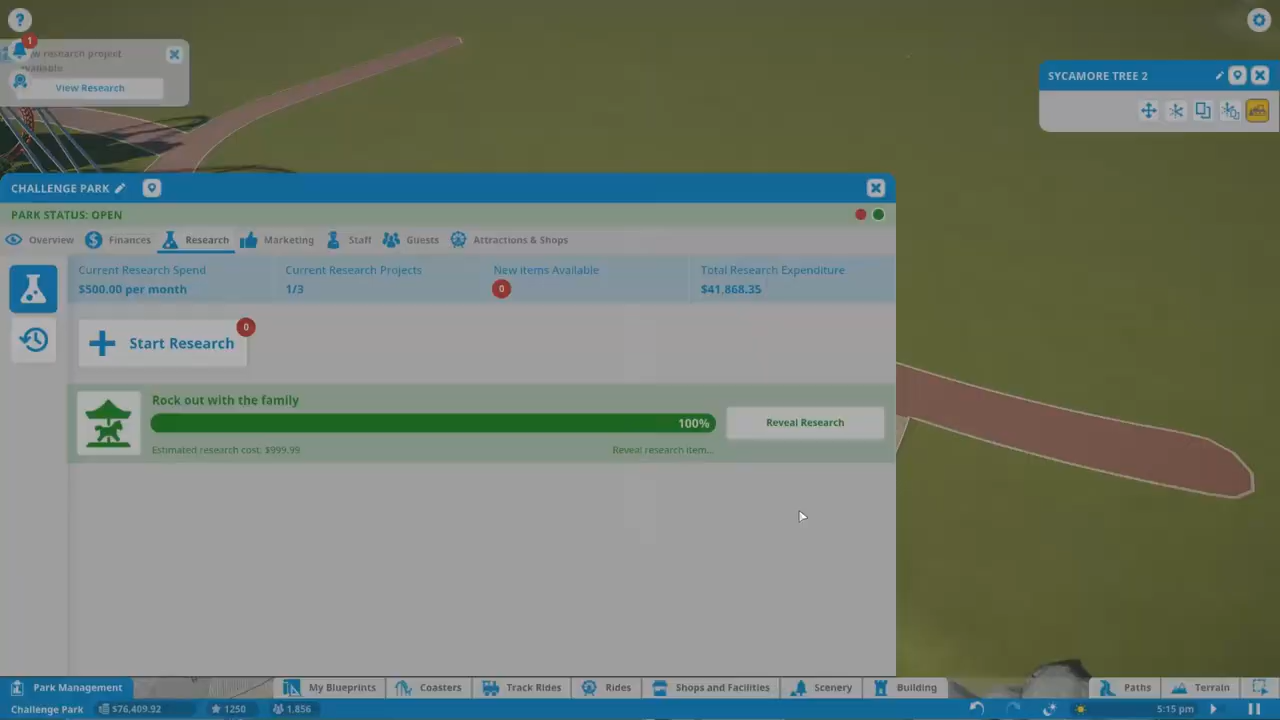 ?
1
w research project
vailable
View Research
SYCAMORE TREE 2
CHALLENGE PARK
PARK STATUS: OPEN
Overview Finances Research Marketing Staff Guests Attractions & Shops
Current Research Spend Current Research Projects New items Available Total Research Expenditure
$500.00 per month 1/3 0 $41,868.35
Start Research 0
Rock out with the family
100%
Reveal Research
Estimated research cost: $999.99 Reveal research item...
Park Management My Blueprints Coasters Track Rides Rides Shops and Facilities Scenery Building Paths Terrain
Challenge Park $76,409.92 1250 1,856 5:15 pm